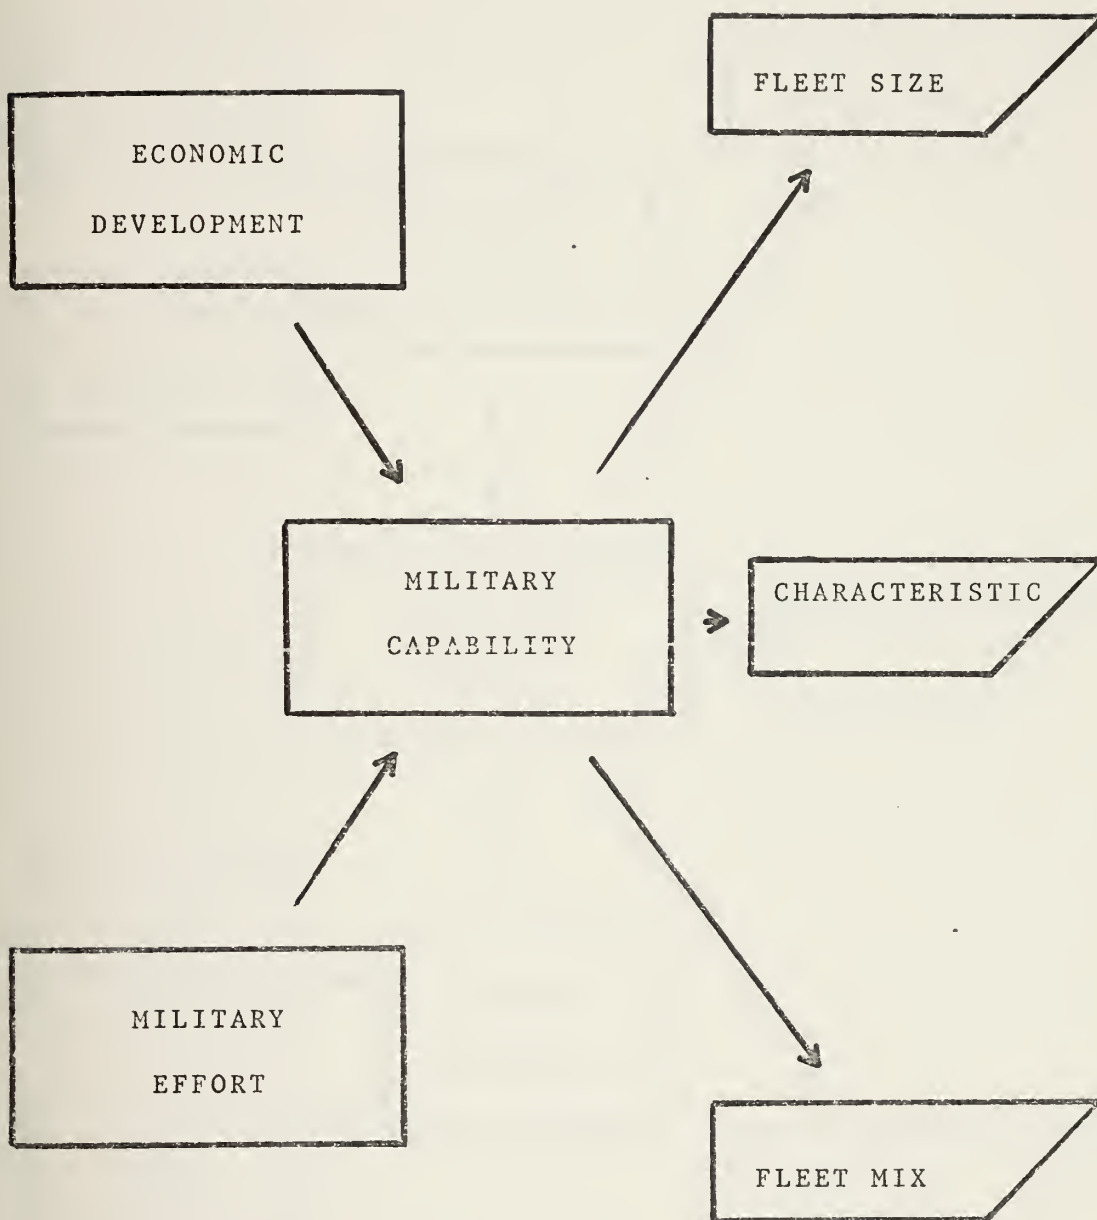 FLEET SIZE
ECONOMIC
DEVELOPMENT
MILITARY
CAPABILITY
CHARACTERISTIC
MILITARY
EFFORT
FLEET MIX